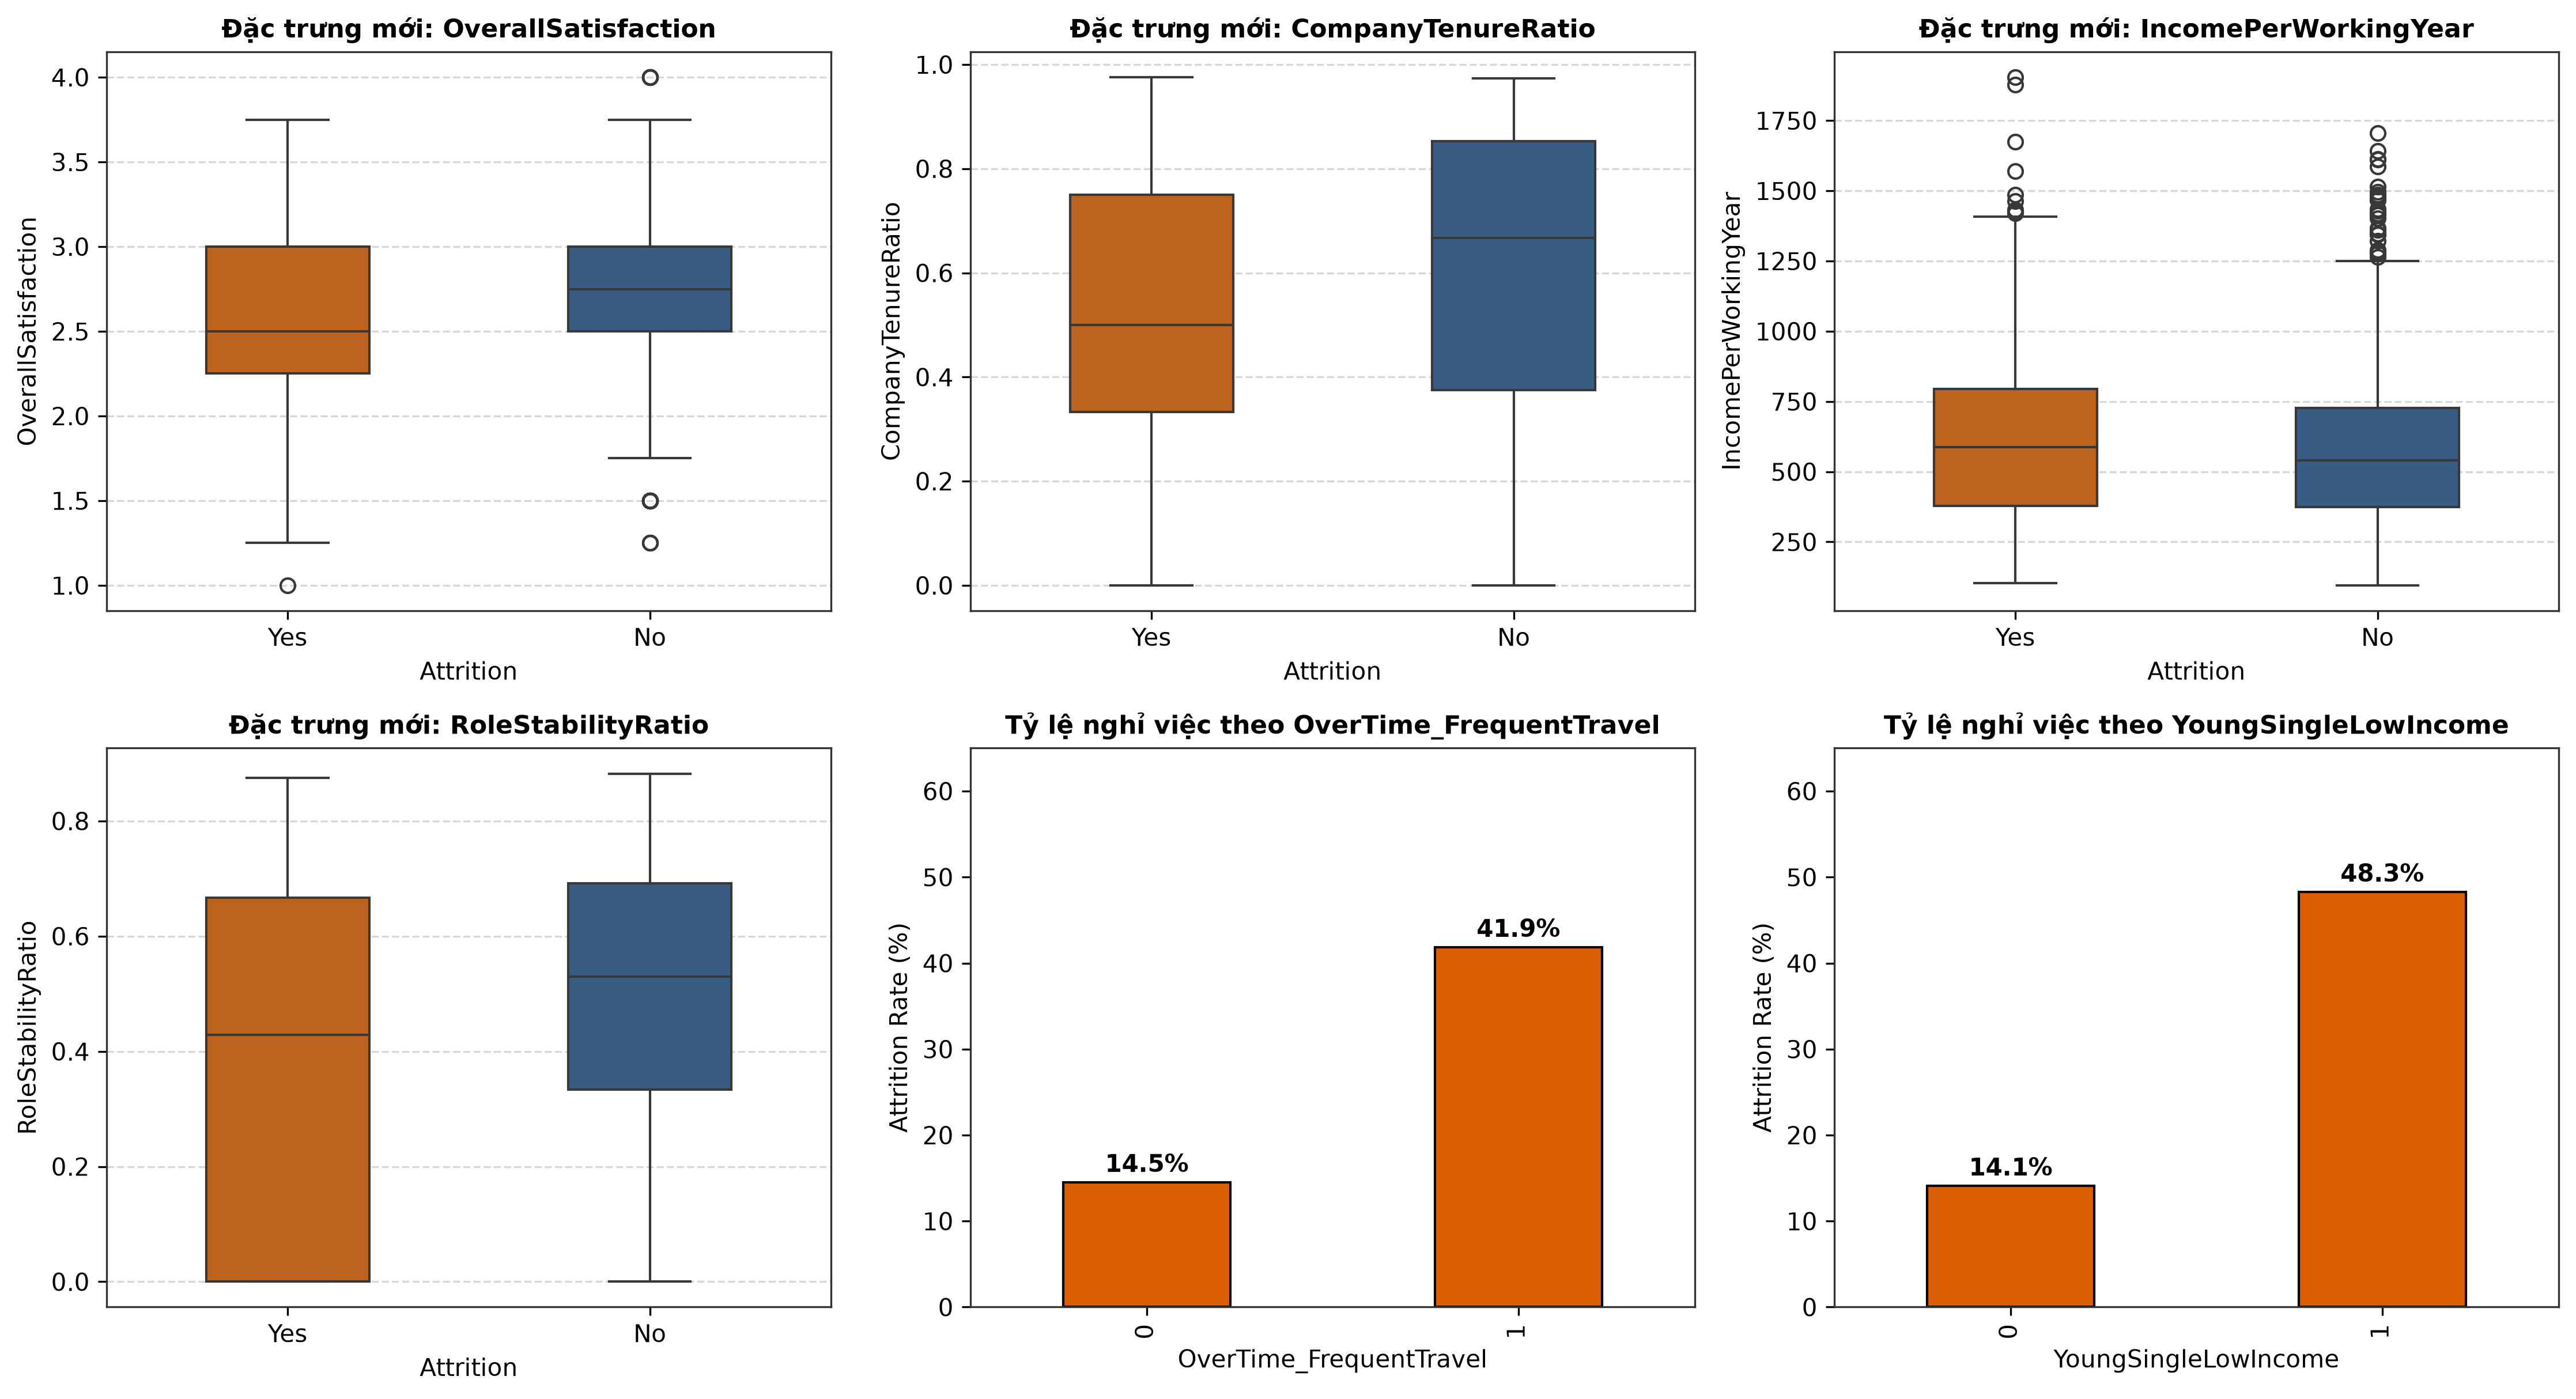 Đặc trưng mới: OverallSatisfaction
4.0
3.5
3.0
2.5
2.0
1.5
1.0
OverallSatisfaction
Yes
No
Attrition
Đặc trưng mới: CompanyTenureRatio
1.0
0.8
0.6
0.4
0.2
0.0
CompanyTenureRatio
Yes
No
Attrition
Đặc trưng mới: IncomePerWorkingYear
1750
1500
1250
1000
750
500
250
IncomePerWorkingYear
Yes
No
Attrition
Đặc trưng mới: RoleStabilityRatio
0.8
0.6
0.4
0.2
0.0
RoleStabilityRatio
Yes
No
Attrition
Tỷ lệ nghỉ việc theo OverTime_FrequentTravel
60
50
40
30
20
10
0
Attrition Rate (%)
14.5%
41.9%
0
1
OverTime_FrequentTravel
Tỷ lệ nghỉ việc theo YoungSingleLowIncome
60
50
40
30
20
10
0
Attrition Rate (%)
14.1%
48.3%
0
1
YoungSingleLowIncome